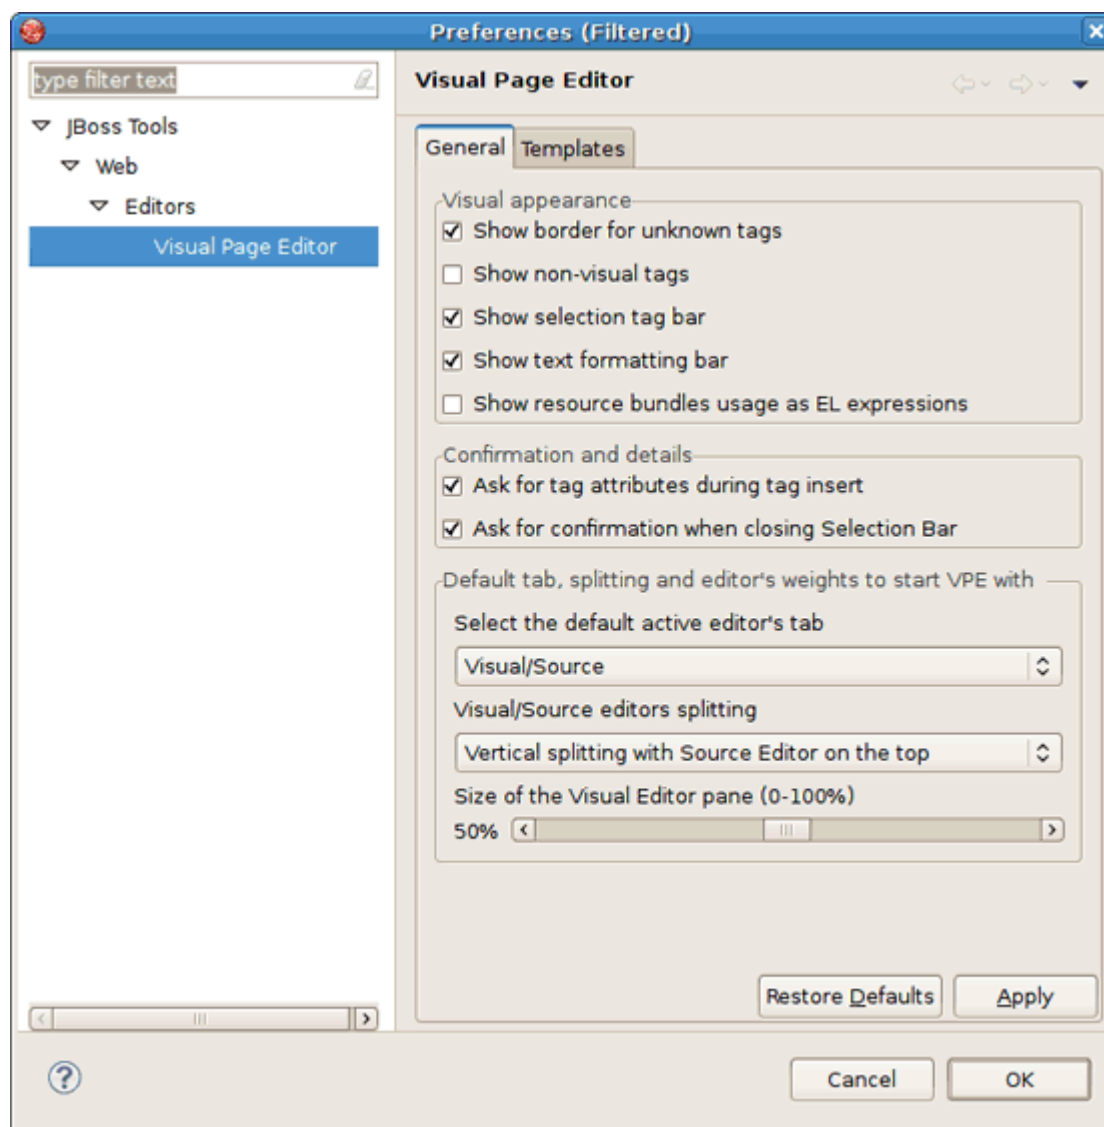 Preferences (Filtered)
type filter text
JBoss Tools
Web
Editors
Visual Page Editor
Visual Page Editor
General
Templates
Visual appearance
Show border for unknown tags
Show non-visual tags
Show selection tag bar
Show text formatting bar
Show resource bundles usage as EL expressions
Confirmation and details
Ask for tag attributes during tag insert
Ask for confirmation when closing Selection Bar
Default tab, splitting and editor's weights to start VPE with
Select the default active editor's tab
Visual/Source
Visual/Source editors splitting
Vertical splitting with Source Editor on the top
Size of the Visual Editor pane (0-100%)
50%
Restore Defaults
Apply
Cancel
OK